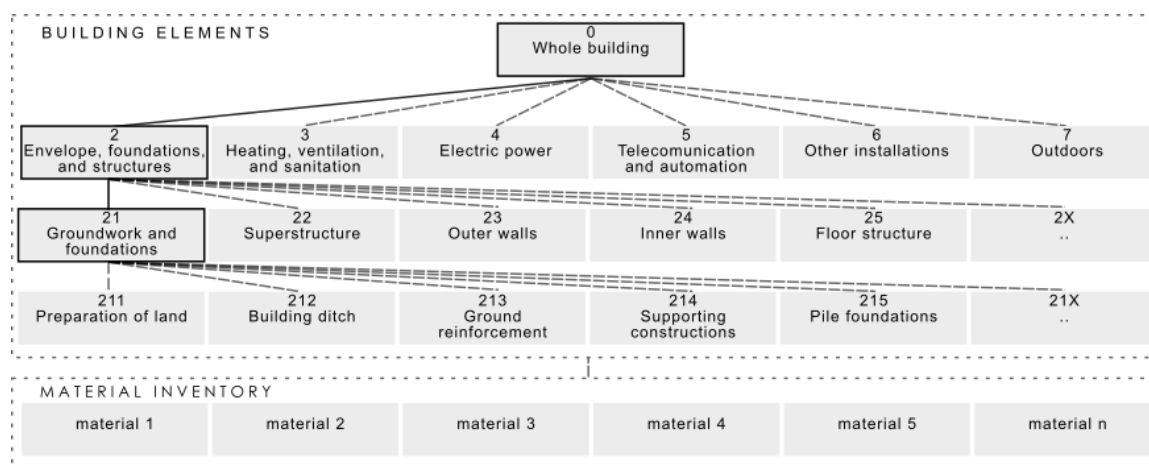 BUILDING ELEMENTS
0
Whole building
2
Envelope, foundations,
and structures
3
Heating, ventilation,
and sanitation
4
Electric power
5
Telecomunication
and automation
6
Other installations
7
Outdoors
21
Groundwork and
foundations
22
Superstructure
23
Outer walls
24
Inner walls
25
Floor structure
2X
..
211
Preparation of land
212
Building ditch
213
Ground
reinforcement
214
Supporting
constructions
215
Pile foundations
21X
..
MATERIAL INVENTORY
material 1
material 2
material 3
material 4
material 5
material n